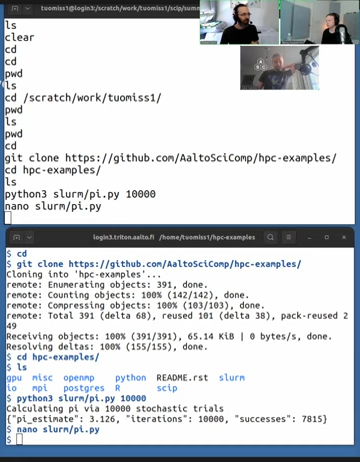 tuomiss1@login3:/scratch/work/tuomiss1/scip/summ
ls
clear
cd
cd
pwd
ls
cd /scratch/work/tuomiss1/
pwd
ls
pwd
cd
git clone https://github.com/AaltoSciComp/hpc-examples/
cd hpc-examples/
ls
python3 slurm/pi.py 10000
nano slurm/pi.py
login3.triton.aalto.fi /home/tuomiss1/hpc-examples
$ cd
$ git clone https://github.com/AaltoSciComp/hpc-examples/
Cloning into 'hpc-examples'...
remote: Enumerating objects: 391, done.
remote: Counting objects: 100% (142/142), done.
remote: Compressing objects: 100% (103/103), done.
remote: Total 391 (delta 68), reused 101 (delta 38), pack-reused 2
49
Receiving objects: 100% (391/391), 65.14 KiB | 0 bytes/s, done.
Resolving deltas: 100% (155/155), done.
$ cd hpc-examples/
$ ls
gpu misc openmp python README.rst slurm
io mpi postgres R scip
$ python3 slurm/pi.py 10000
Calculating pi via 10000 stochastic trials
{"pi_estimate": 3.126, "iterations": 10000, "successes": 7815}
$ nano slurm/pi.py
$